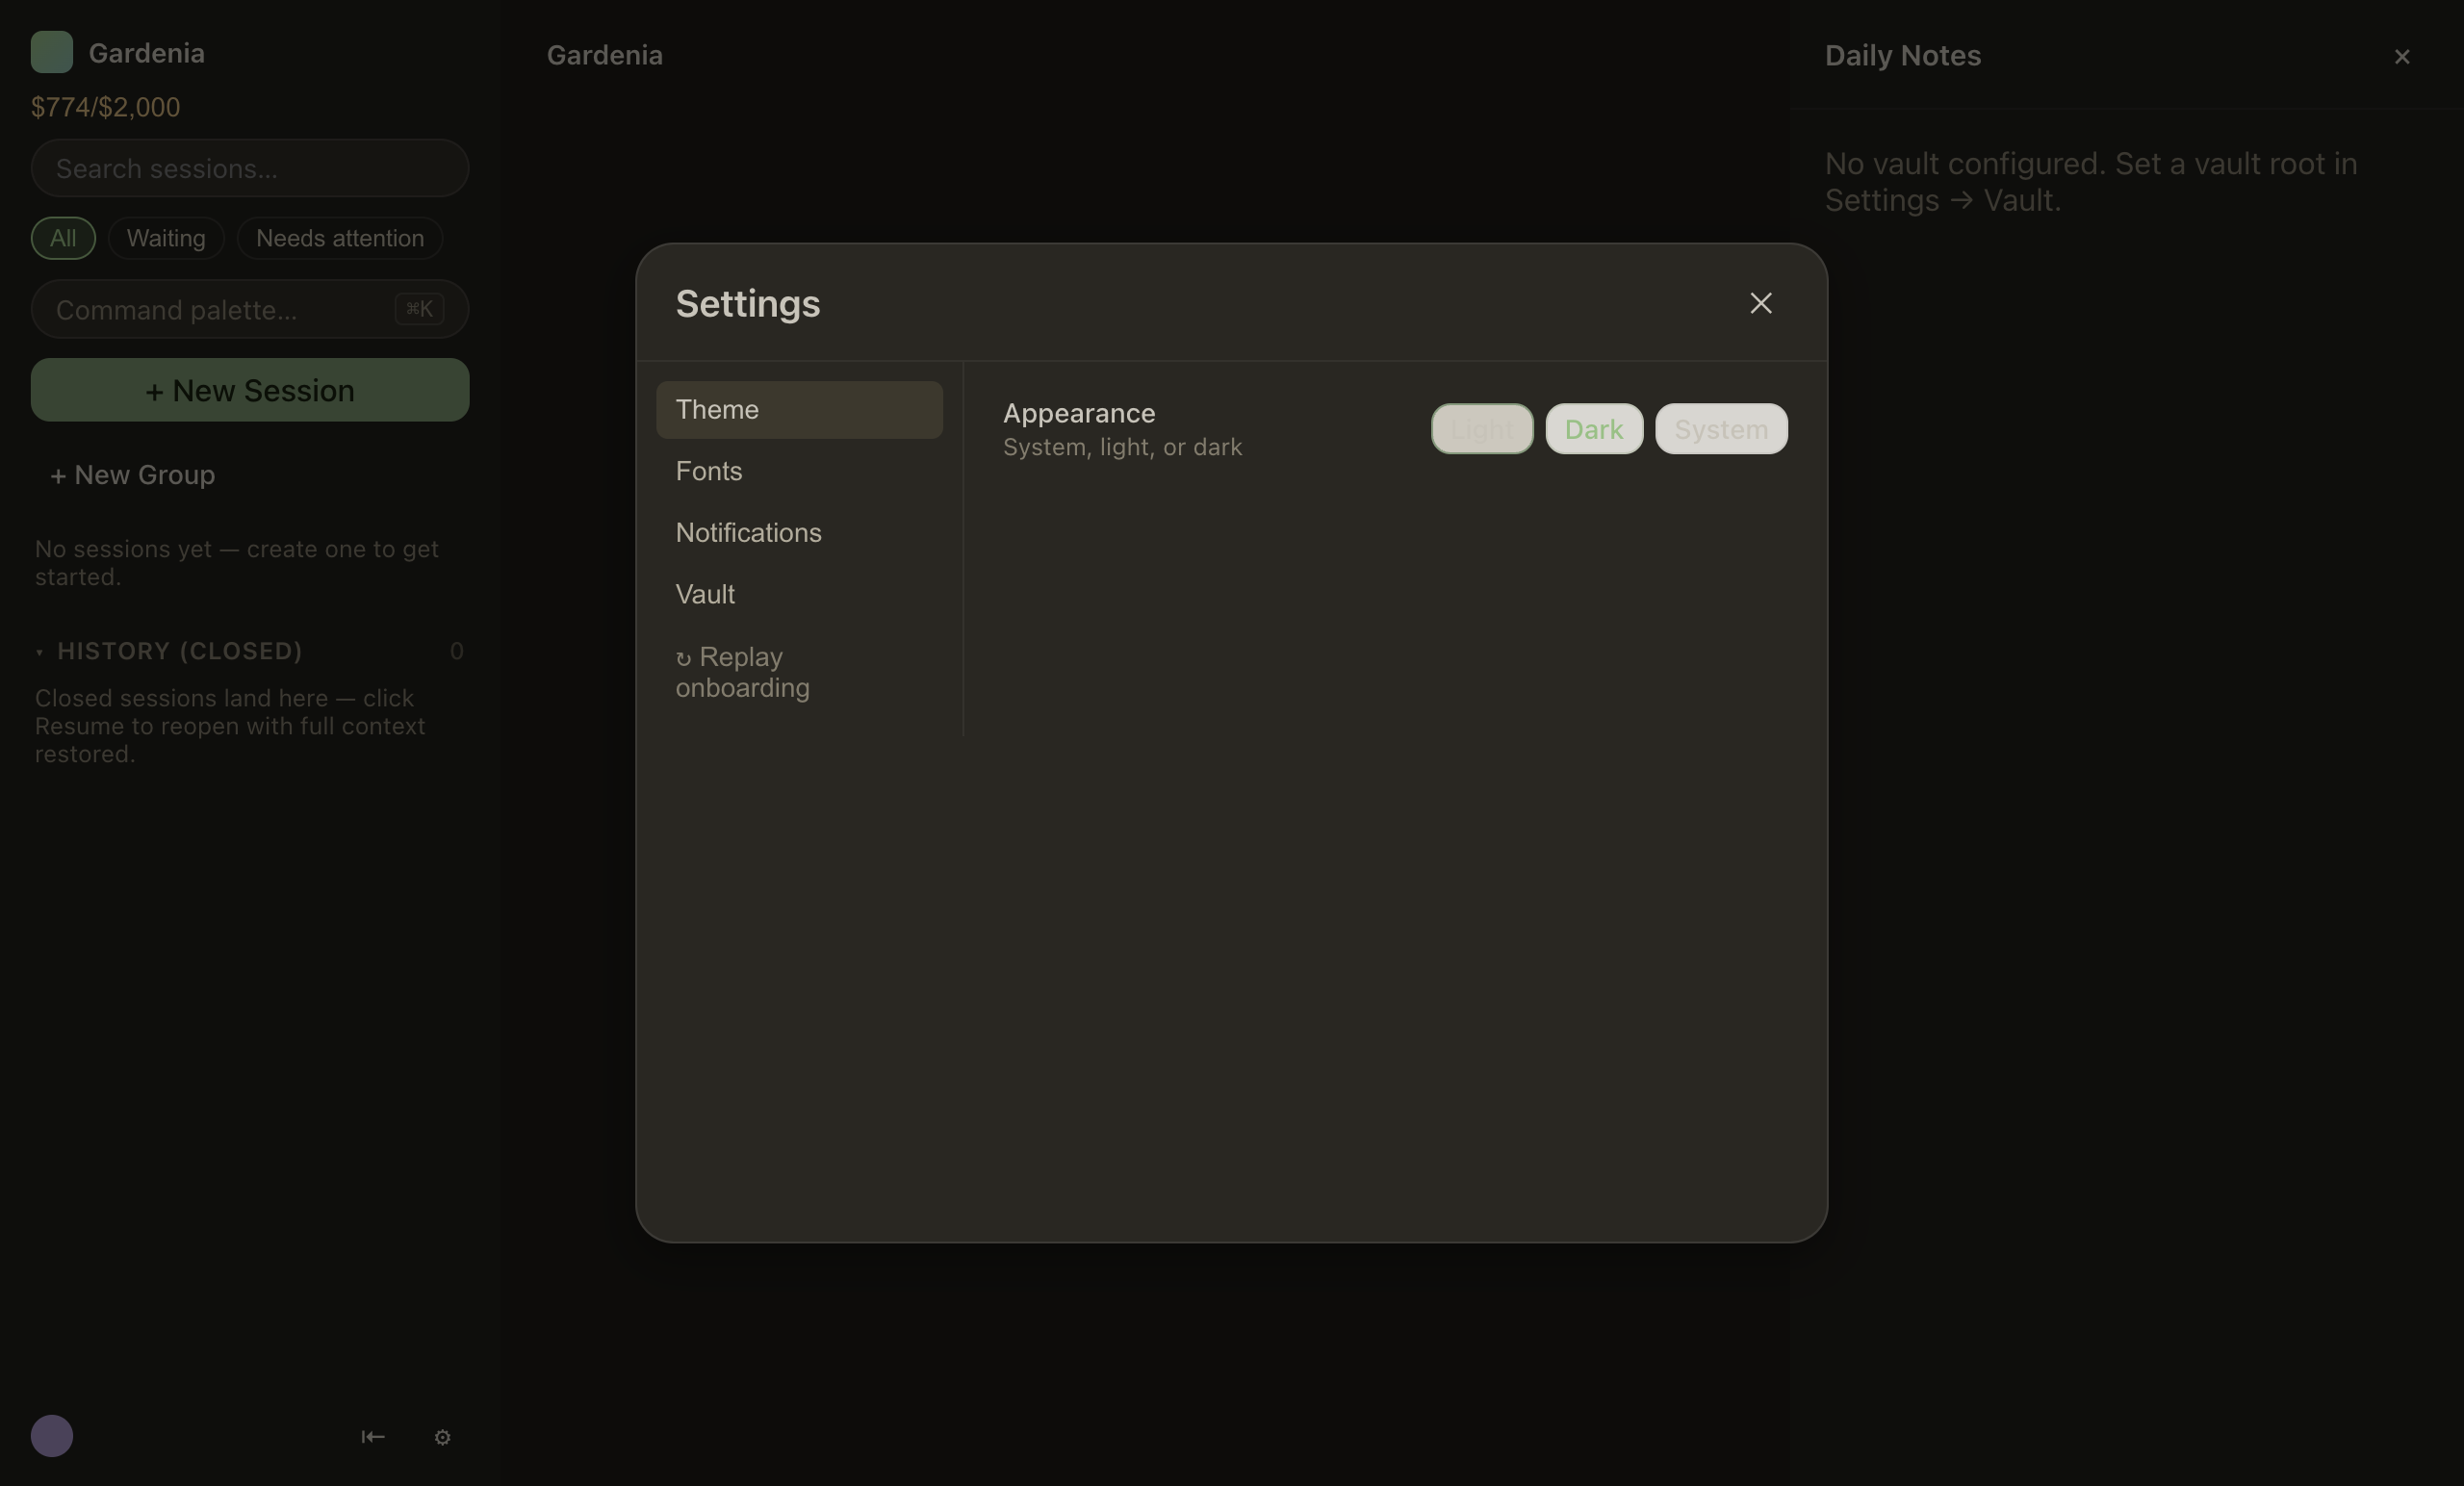 Gardenia
$774/$2,000
Search sessions...
All
Waiting
Needs attention
Command palette...
⌘K
+ New Session
+ New Group
No sessions yet — create one to get
started.
▾ HISTORY (CLOSED)
0
Closed sessions land here — click
Resume to reopen with full context
restored.
Gardenia
Daily Notes
×
No vault configured. Set a vault root in
Settings → Vault.
Settings
Theme
Fonts
Notifications
Vault
↻ Replay
onboarding
Appearance
System, light, or dark
Light
Dark
System